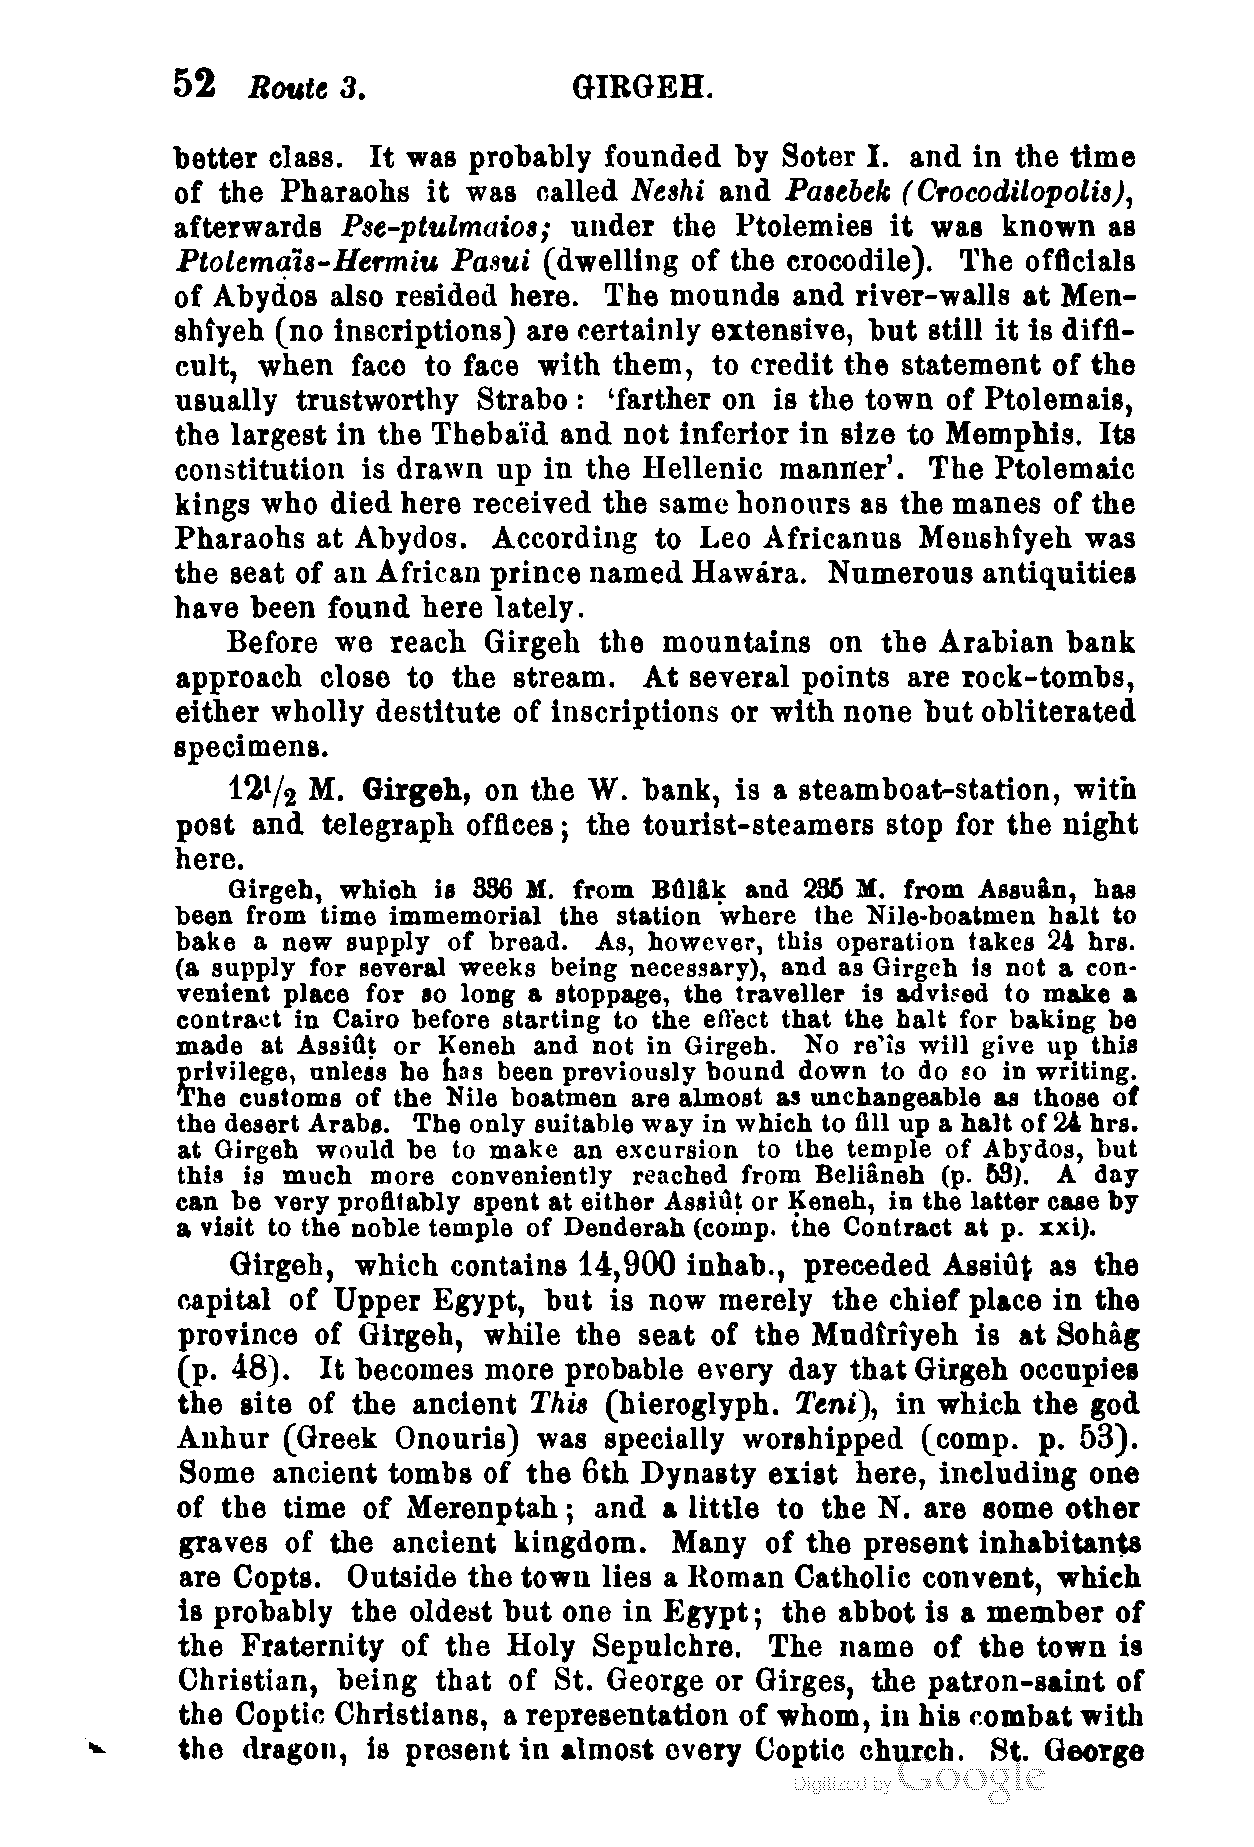 52 Route 3. GIRGEH.
better class. It was probably founded by Soter I. and in the time
of the Pharaohs it was called Neshi and Pasebek (Crocodilopolis),
afterwards Pse-ptulmaios; under the Ptolemies it was known as
Ptolemaïs-Hermiu Pasui (dwelling of the crocodile). The officials
of Abydos also resided here. The mounds and river-walls at Men-
shîyeh (no inscriptions) are certainly extensive, but still it is diffi-
cult, when face to face with them, to credit the statement of the
usually trustworthy Strabo: ‘farther on is the town of Ptolemais,
the largest in the Thebaïd and not inferior in size to Memphis. Its
constitution is drawn up in the Hellenic manner’. The Ptolemaic
kings who died here received the same honours as the manes of the
Pharaohs at Abydos. According to Leo Africanus Menshîyeh was
the seat of an African prince named Hawára. Numerous antiquities
have been found here lately.
Before we reach Girgeh the mountains on the Arabian bank
approach close to the stream. At several points are rock-tombs,
either wholly destitute of inscriptions or with none but obliterated
specimens.
12¹/₂ M. Girgeh, on the W. bank, is a steamboat-station, with
post and telegraph offices; the tourist-steamers stop for the night
here.
Girgeh, which is 336 M. from Bûlâḳ and 235 M. from Assuân, has
been from time immemorial the station where the Nile-boatmen halt to
bake a new supply of bread. As, however, this operation takes 24 hrs.
(a supply for several weeks being necessary), and as Girgeh is not a con-
venient place for so long a stoppage, the traveller is advised to make a
contract in Cairo before starting to the effect that the halt for baking be
made at Assiûṭ or Ḳeneh and not in Girgeh. No re’îs will give up this
privilege, unless he has been previously bound down to do so in writing.
The customs of the Nile boatmen are almost as unchangeable as those of
the desert Arabs. The only suitable way in which to fill up a halt of 24 hrs.
at Girgeh would be to make an excursion to the temple of Abydos, but
this is much more conveniently reached from Beliâneh (p. 53). A day
can be very profitably spent at either Assiûṭ or Ḳeneh, in the latter case by
a visit to the noble temple of Denderah (comp. the Contract at p. xxi).
Girgeh, which contains 14,900 inhab., preceded Assiûṭ as the
capital of Upper Egypt, but is now merely the chief place in the
province of Girgeh, while the seat of the Mudîrîyeh is at Sohâg
(p. 48). It becomes more probable every day that Girgeh occupies
the site of the ancient This (hieroglyph. Teni), in which the god
Anhur (Greek Onouris) was specially worshipped (comp. p. 53).
Some ancient tombs of the 6th Dynasty exist here, including one
of the time of Merenptah; and a little to the N. are some other
graves of the ancient kingdom. Many of the present inhabitants
are Copts. Outside the town lies a Roman Catholic convent, which
is probably the oldest but one in Egypt; the abbot is a member of
the Fraternity of the Holy Sepulchre. The name of the town is
Christian, being that of St. George or Girges, the patron-saint of
the Coptic Christians, a representation of whom, in his combat with
the dragon, is present in almost every Coptic church. St. George
Digitized by Google